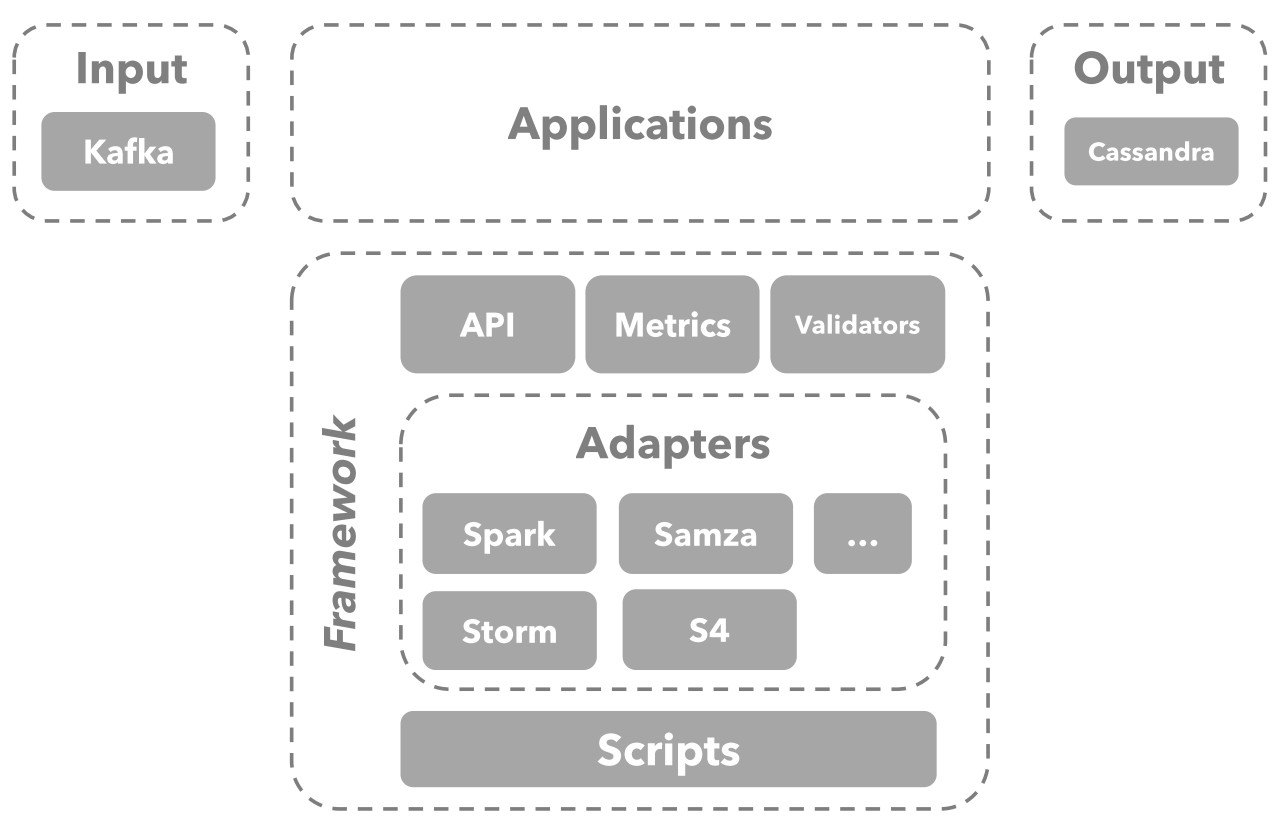 Input
Kafka
Applications
Output
Cassandra
Framework
API
Metrics
Validators
Adapters
Spark
Samza
...
Storm
S4
Scripts